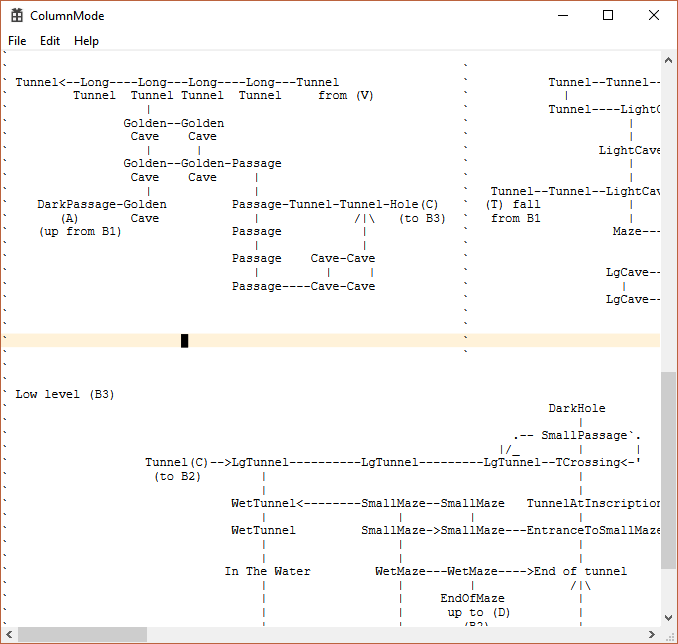 ColumnMode
File Edit Help
`
`                                                               `
` Tunnel<--Long----Long---Long----Long---Tunnel                 `           Tunnel--Tunnel--
`         Tunnel  Tunnel Tunnel  Tunnel     from (V)            `             |
`                   |                                           `           Tunnel----LightC
`                Golden--Golden                                 `                      |
`                 Cave    Cave                                  `                      |
`                   |      |                                    `                  LightCave
`                Golden--Golden-Passage                         `                      |
`                 Cave    Cave     |                            `                      |
`                   |              |                            `   Tunnel--Tunnel--LightCav
`    DarkPassage-Golden         Passage-Tunnel-Tunnel-Hole(C)   `  (T) fall            |
`       (A)       Cave             |             /|\   (to B3)  `   from B1            |
`    (up from B1)               Passage           |             `                    Maze---
`                                  |              |             `
`                               Passage    Cave-Cave            `
`                                  |         |     |            `                   LgCave--
`                               Passage----Cave-Cave            `                     |
`                                                               `                   LgCave--
`                                                               `
`                                                               `
`                                                               `
`                                                               `
`
`
` Low level (B3)
`                                                                          DarkHole
`                                                                              |
`                                                                     .-- SmallPassage`.
`                                                                   |/_        |       |
`                   Tunnel(C)-->LgTunnel----------LgTunnel---------LgTunnel--TCrossing<-'
`                    (to B2)        |                                           |
`                                   |                                           |
`                               WetTunnel<--------SmallMaze--SmallMaze   TunnelAtInscription
`                                   |                  |         |            |
`                               WetTunnel         SmallMaze->SmallMaze---EntranceToSmallMaze
`                                   |                  |                      |
`                                   |                  |                      |
`                              In The Water         WetMaze---WetMaze---->End of tunnel
`                                   |                  |         |           /|\
`                                   |                  |     EndOfMaze        |
`                                   |                  |      up to (D)       |
`                                   |                  |        (B2)          |